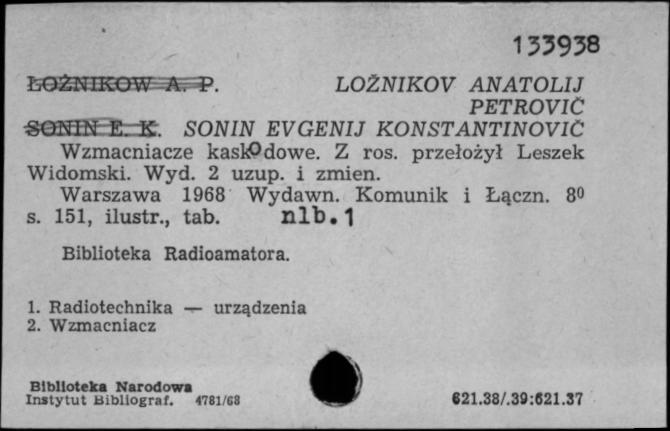 133938
ŁOŻNIKOW A. P. LOŽNIKOV ANATOLIJ
PETROVIČ
SONIN E. K. SONIN EVGENIJ KONSTANTINOVIČ
Wzmacniacze kaskodowe. Z ros. przełożył Leszek
Widomski. Wyd. 2 uzup. i zmien.
Warszawa 1968 Wydawn. Komunik i Łączn. 8⁰
s. 151, ilustr., tab. nlb. 1
Biblioteka Radioamatora.
1. Radiotechnika — urządzenia
2. Wzmacniacz
Biblioteka Narodowa
Instytut Bibliograf. 4781/68 621.38/.39:621.37